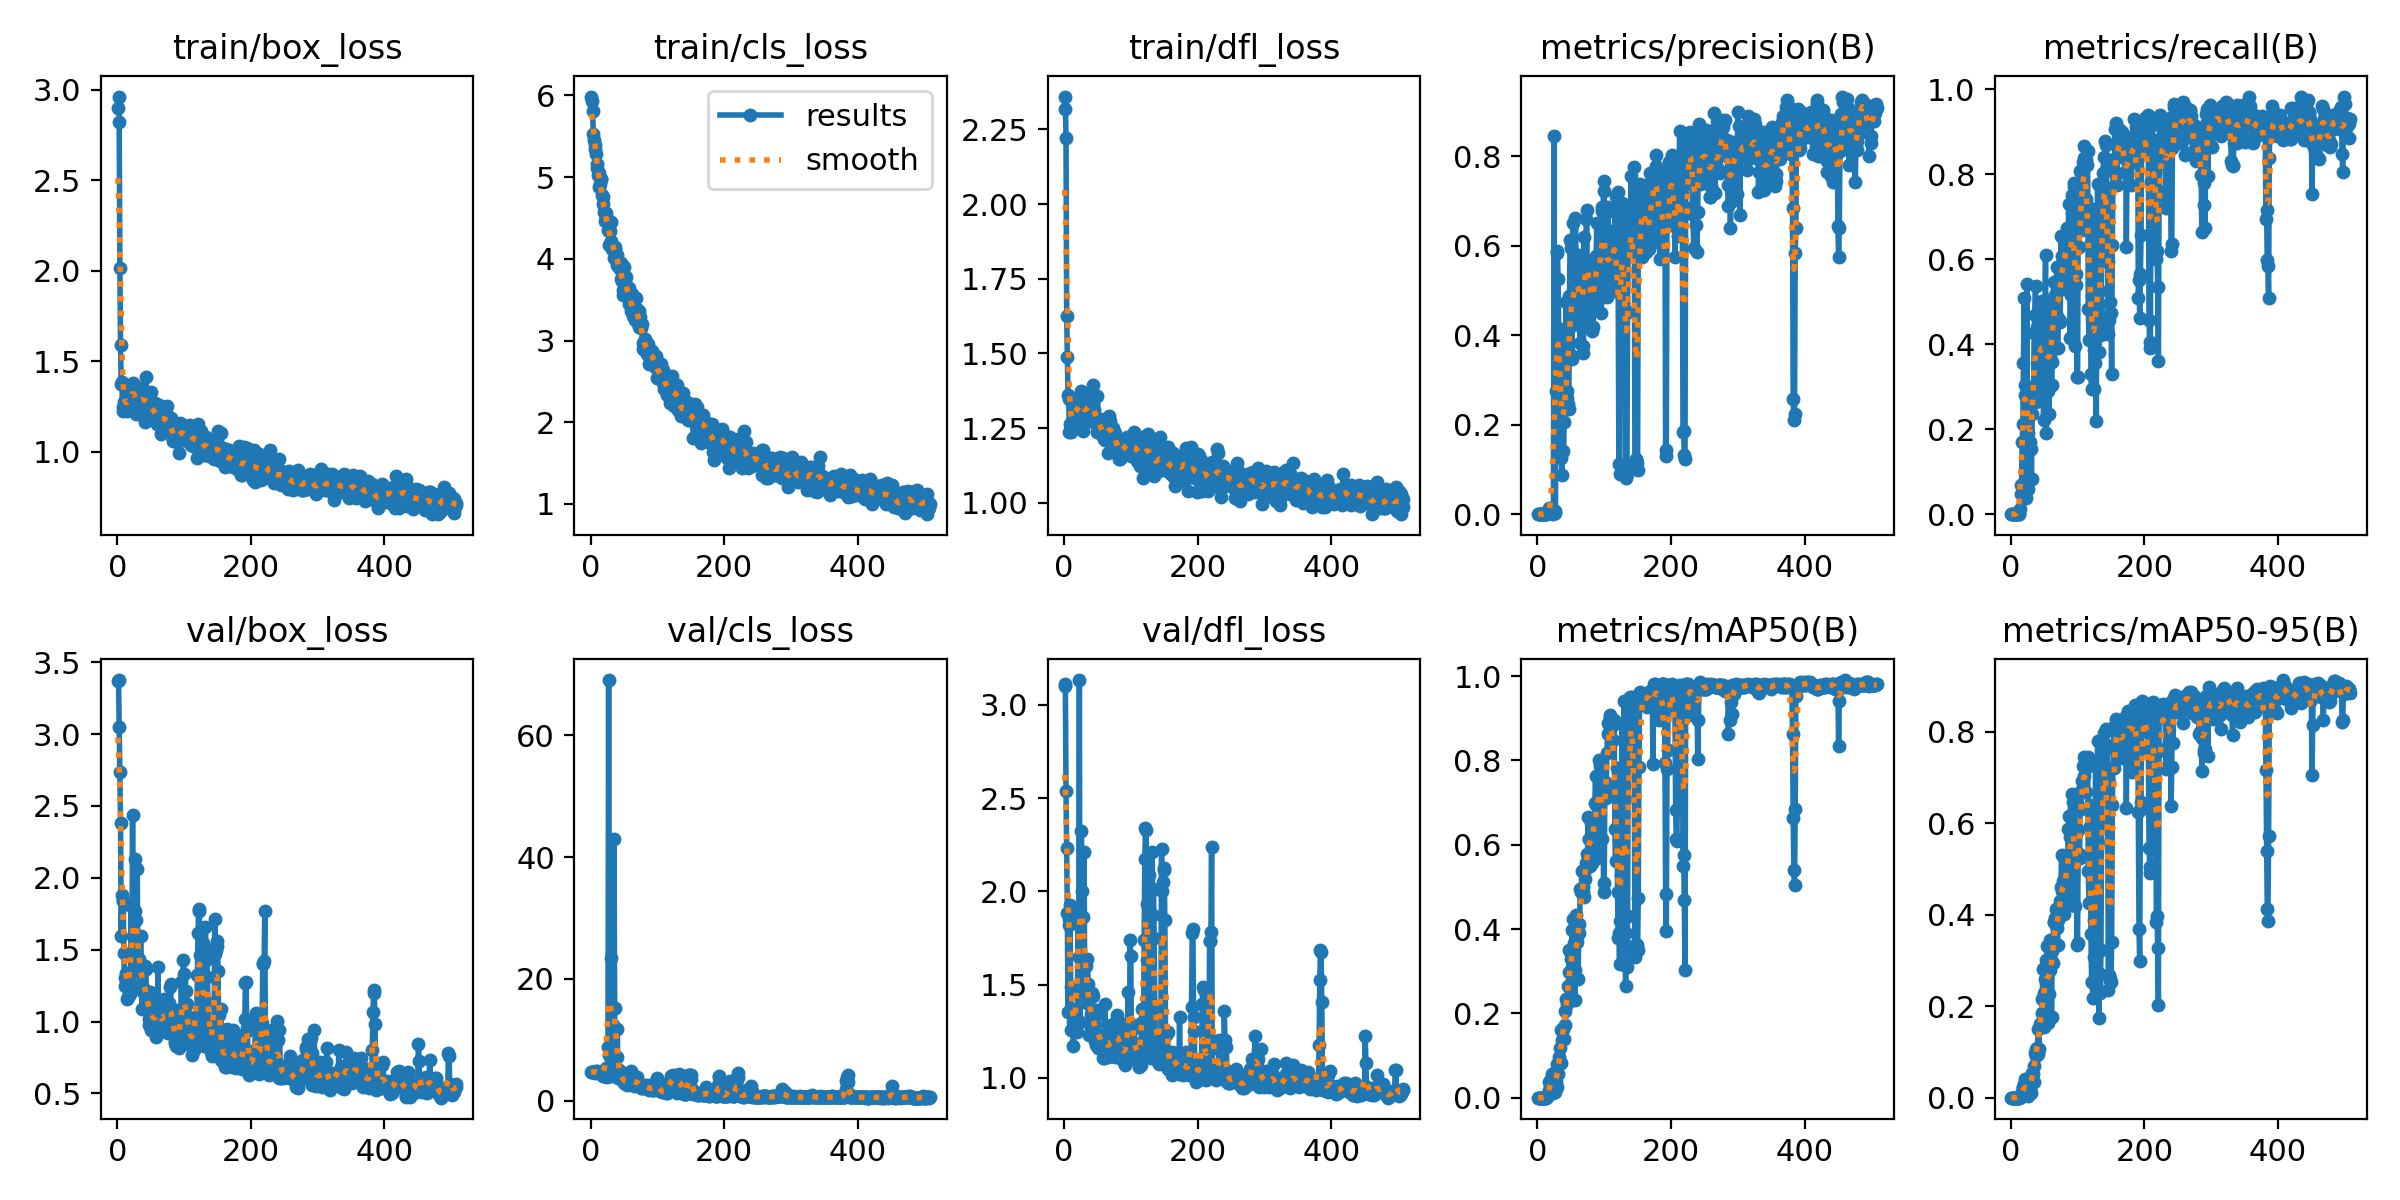 train/box_loss
3.0
2.5
2.0
1.5
1.0
0 200 400
train/cls_loss
results
smooth
6
5
4
3
2
1
0 200 400
train/dfl_loss
2.25
2.00
1.75
1.50
1.25
1.00
0 200 400
metrics/precision(B)
0.8
0.6
0.4
0.2
0.0
0 200 400
metrics/recall(B)
1.0
0.8
0.6
0.4
0.2
0.0
0 200 400
val/box_loss
3.5
3.0
2.5
2.0
1.5
1.0
0.5
0 200 400
val/cls_loss
60
40
20
0
0 200 400
val/dfl_loss
3.0
2.5
2.0
1.5
1.0
0 200 400
metrics/mAP50(B)
1.0
0.8
0.6
0.4
0.2
0.0
0 200 400
metrics/mAP50-95(B)
0.8
0.6
0.4
0.2
0.0
0 200 400